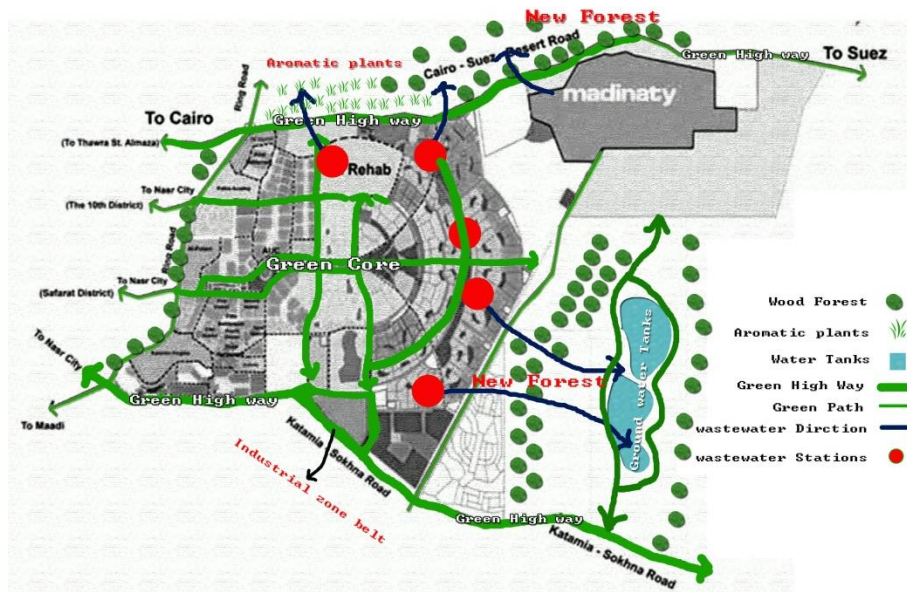 New Forest
Green High way
To Suez
Cairo - Suez Desert Road
Aromatic plants
Ring Road
madinaty
To Cairo
Green High way
(To Thawra St. Almaza)
Rehab
To Nasr City
(The 10th District)
Ring Road
AUC
Green Core
To Nasr City
(Safarat District)
Wood Forest
Aromatic plants
Water Tanks
Green High Way
Green Path
wastewater Dirction
wastewater Stations
Ground water Tanks
To Nasr City
New Forest
Green High way
To Maadi
Katamia - Sokhna Road
Industrial zone belt
Green High way
Katamia - Sokhna Road